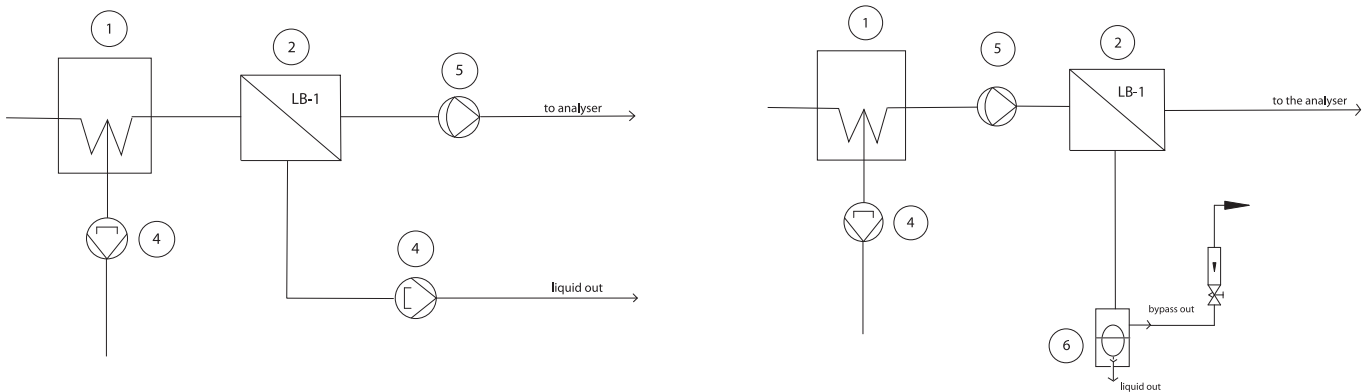 1
2
LB-1
5
to analyser
4
4
liquid out
1
5
2
LB-1
to the analyser
4
bypass out
6
liquid out